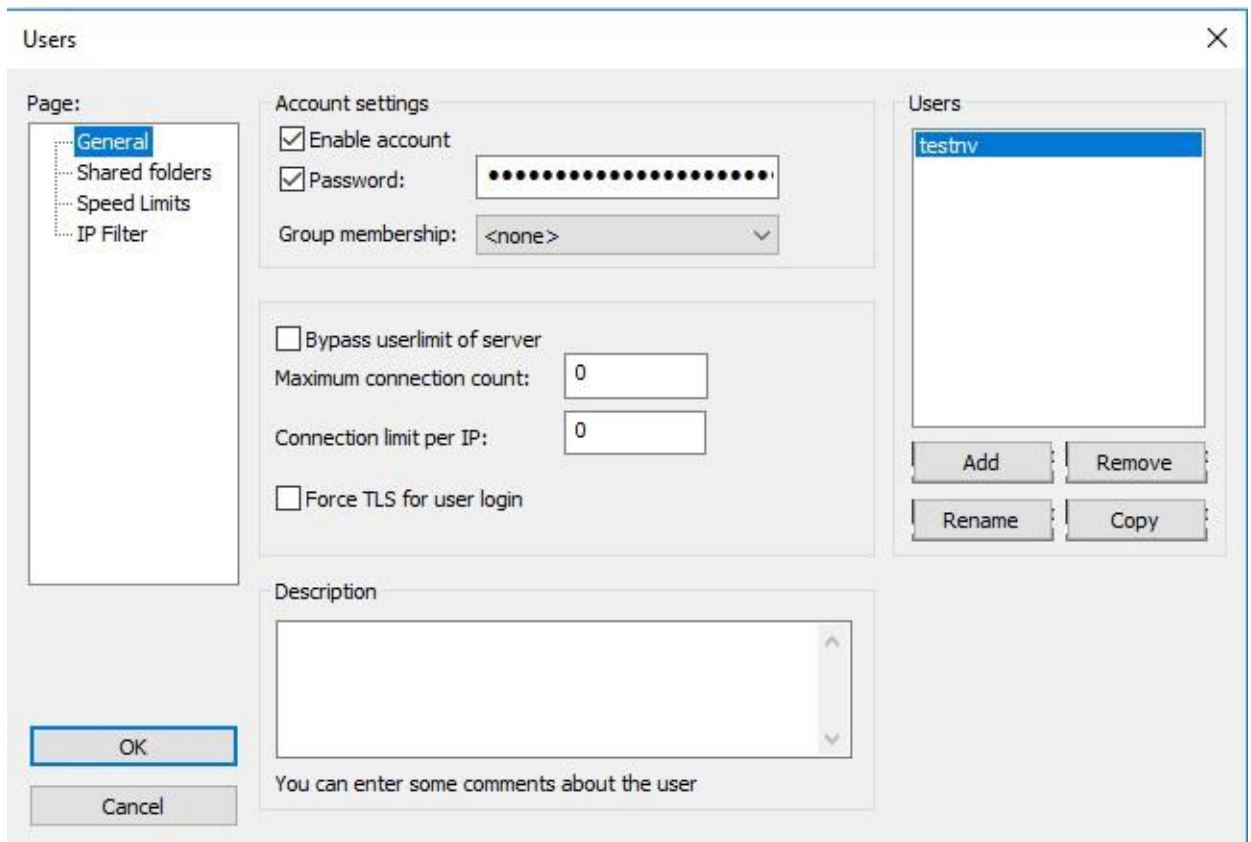 Users
Page:
General
Shared folders
Speed Limits
IP Filter
OK
Cancel
Account settings
Enable account
Password:
Group membership: <none>
Bypass userlimit of server
Maximum connection count: 0
Connection limit per IP: 0
Force TLS for user login
Description
You can enter some comments about the user
Users
testnv
Add Remove
Rename Copy